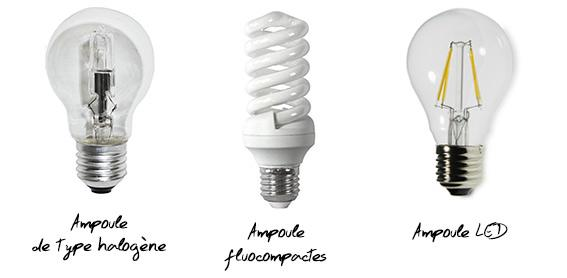 Ampoule
de Type halogène
Ampoule
fluocompactes
Ampoule LED